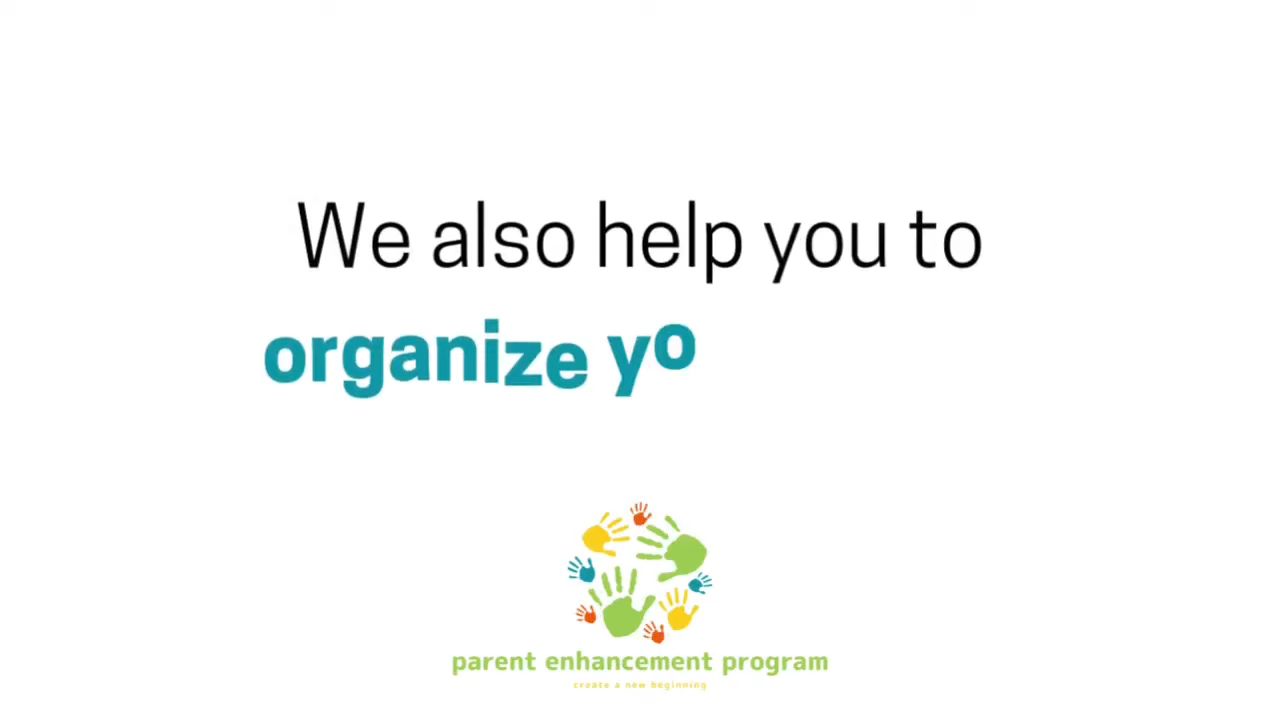 We also help you to
organize yo
parent enhancement program
create a new beginning